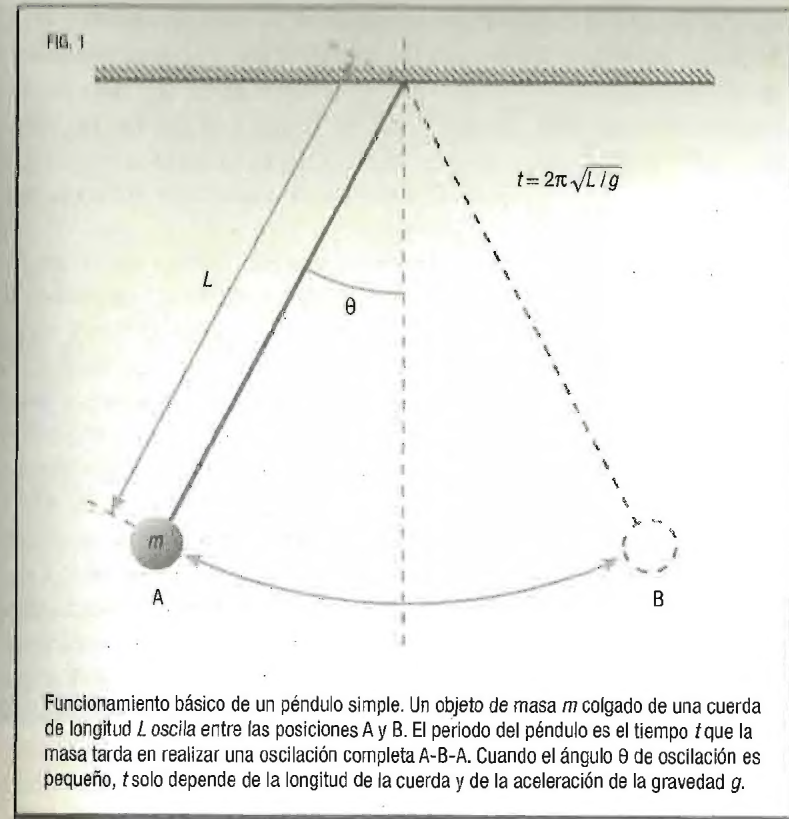 FIG. 1
t = 2π √L / g
L
θ
m
A
B
Funcionamiento básico de un péndulo simple. Un objeto de masa m colgado de una cuerda
de longitud L oscila entre las posiciones A y B. El periodo del péndulo es el tiempo t que la
masa tarda en realizar una oscilación completa A-B-A. Cuando el ángulo θ de oscilación es
pequeño, t solo depende de la longitud de la cuerda y de la aceleración de la gravedad g.